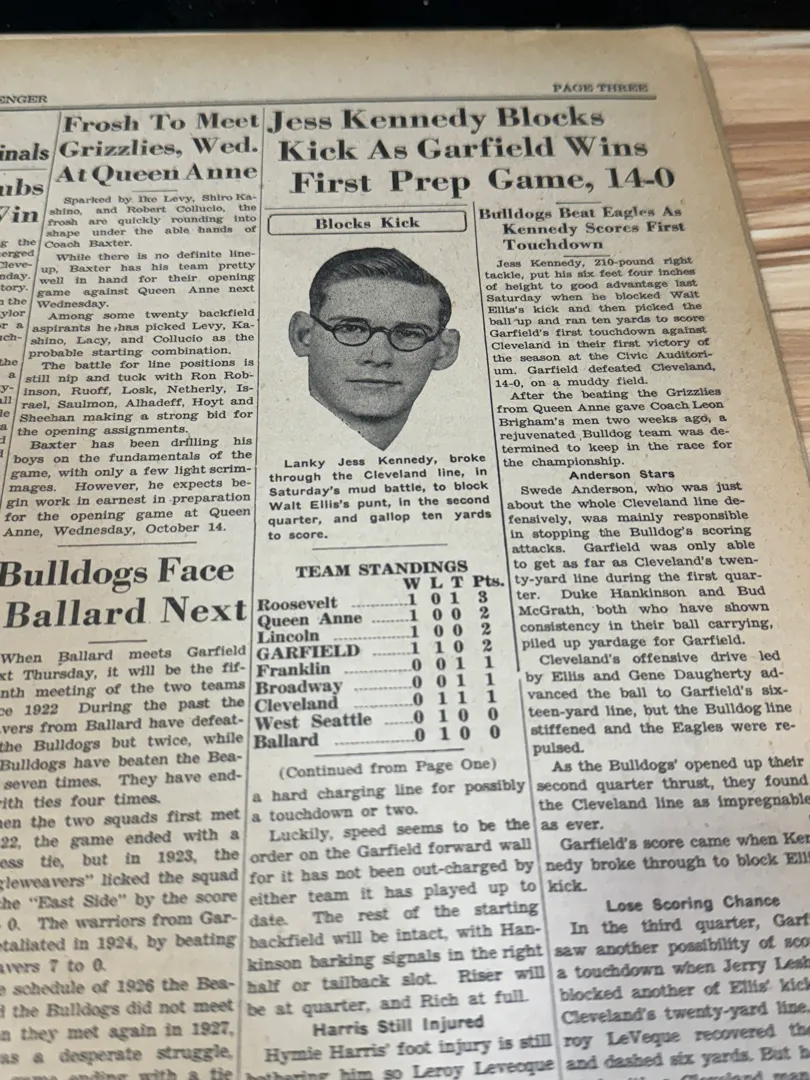 ENGER
PAGE THREE
inals
ubs
Vin
g the
erged
Cleve-
nday.
tory.
n the
aylor
or a
uch-
the
a
y-
all
le
a
d
Frosh To Meet
Grizzlies, Wed.
At Queen Anne
Sparked by Ike Levy, Shiro Ka-
shino, and Robert Collucio, the
frosh are quickly rounding into
shape under the able hands of
Coach Baxter.
While there is no definite line-
up, Baxter has his team pretty
well in hand for their opening
game against Queen Anne next
Wednesday.
Among some twenty backfield
aspirants he has picked Levy, Ka-
shino, Lacy, and Collucio as the
probable starting combination.
The battle for line positions is
still nip and tuck with Ron Rob-
inson, Ruoff, Losk, Netherly, Is-
rael, Saulmon, Alhadeff, Hoyt and
Sheehan making a strong bid for
the opening assignments.
Baxter has been drilling his
boys on the fundamentals of the
game, with only a few light scrim-
mages. However, he expects be-
gin work in earnest in preparation
for the opening game at Queen
Anne, Wednesday, October 14.
Bulldogs Face
Ballard Next
When Ballard meets Garfield
xt Thursday, it will be the fif-
nth meeting of the two teams
ce 1922 During the past the
vers from Ballard have defeat-
the Bulldogs but twice, while
Bulldogs have beaten the Bea-
seven times. They have end-
ith ties four times.
hen the two squads first met
22, the game ended with a
ess tie, but in 1923, the
gleweavers" licked the squad
the "East Side" by the score
0. The warriors from Gar-
etaliated in 1924, by beating
avers 7 to 0.
e schedule of 1926 the Bea-
d the Bulldogs did not meet
n they met again in 1927,
as a desperate struggle,
game ending with a tie
Jess Kennedy Blocks
Kick As Garfield Wins
First Prep Game, 14-0
Blocks Kick
Lanky Jess Kennedy, broke
through the Cleveland line, in
Saturday's mud battle, to block
Walt Ellis's punt, in the second
quarter, and gallop ten yards
to score.
TEAM STANDINGS
W L T Pts.
Roosevelt ............1 0 1 3
Queen Anne ........1 0 0 2
Lincoln ................1 0 0 2
GARFIELD ..........1 1 0 2
Franklin ..............0 0 1 1
Broadway ............0 0 1 1
Cleveland ............0 1 1 1
West Seattle .......0 1 0 0
Ballard ................0 1 0 0
(Continued from Page One)
a hard charging line for possibly
a touchdown or two.
Luckily, speed seems to be the
order on the Garfield forward wall
for it has not been out-charged by
either team it has played up to
date. The rest of the starting
backfield will be intact, with Han-
kinson barking signals in the right
half or tailback slot. Riser will
be at quarter, and Rich at full.
Harris Still Injured
Hymie Harris' foot injury is still
bothering him so Leroy Levecque
Bulldogs Beat Eagles As
Kennedy Scores First
Touchdown
Jess Kennedy, 210-pound right
tackle, put his six feet four inches
of height to good advantage last
Saturday when he blocked Walt
Ellis's kick and then picked the
ball up and ran ten yards to score
Garfield's first touchdown against
Cleveland in their first victory of
the season at the Civic Auditori-
um. Garfield defeated Cleveland,
14-0, on a muddy field.
After the beating the Grizzlies
from Queen Anne gave Coach Leon
Brigham's men two weeks ago, a
rejuvenated Bulldog team was de-
termined to keep in the race for
the championship.
Anderson Stars
Swede Anderson, who was just
about the whole Cleveland line de-
fensively, was mainly responsible
in stopping the Bulldog's scoring
attacks. Garfield was only able
to get as far as Cleveland's twen-
ty-yard line during the first quar-
ter. Duke Hankinson and Bud
McGrath, both who have shown
consistency in their ball carrying,
piled up yardage for Garfield.
Cleveland's offensive drive led
by Ellis and Gene Daugherty ad-
vanced the ball to Garfield's six-
teen-yard line, but the Bulldog line
stiffened and the Eagles were re-
pulsed.
As the Bulldogs' opened up their
second quarter thrust, they found
the Cleveland line as impregnable
as ever.
Garfield's score came when Ken
nedy broke through to block Elli
kick.
Lose Scoring Chance
In the third quarter, Garf
saw another possibility of sco
a touchdown when Jerry Lesh
blocked another of Ellis' kick
Cleveland's twenty-yard line.
roy LeVeque recovered the
and dashed six yards. But h